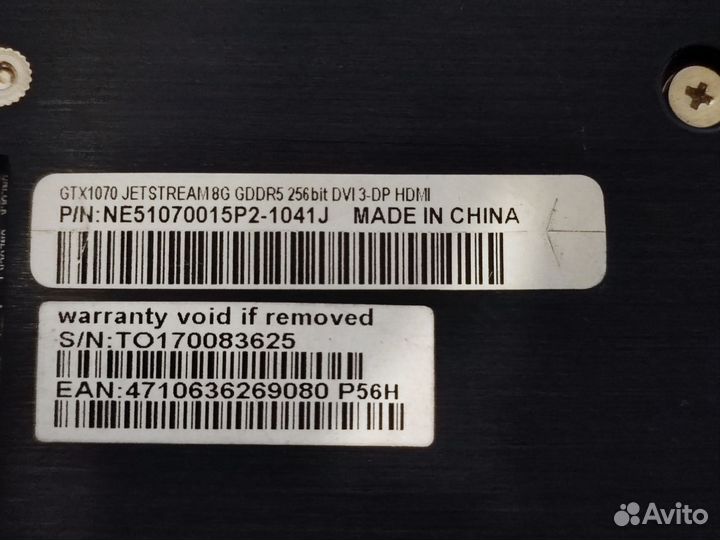 GTX1070 JETSTREAM 8G GDDR5 256bit DVI 3-DP HDMI
P/N:NE51070015P2-1041J MADE IN CHINA
warranty void if removed
S/N:TO170083625
EAN:4710636269080 P56H
Avito